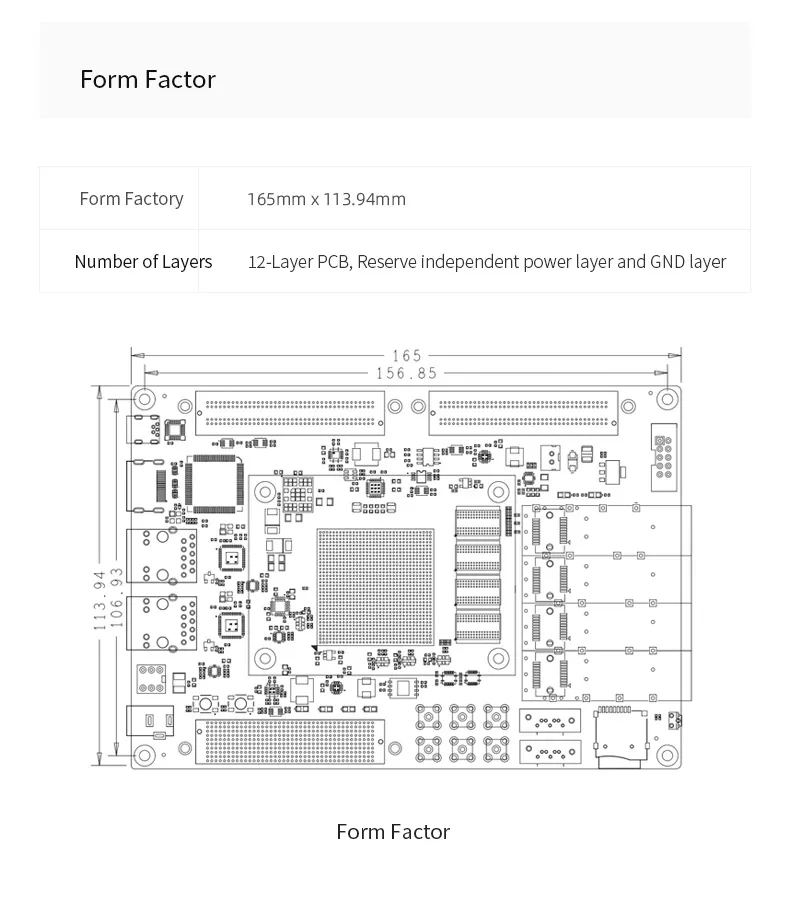 Form Factor
Form Factory 165mm x 113.94mm
Number of Layers 12-Layer PCB, Reserve independent power layer and GND layer
165
156.85
113.94
106.93
Form Factor